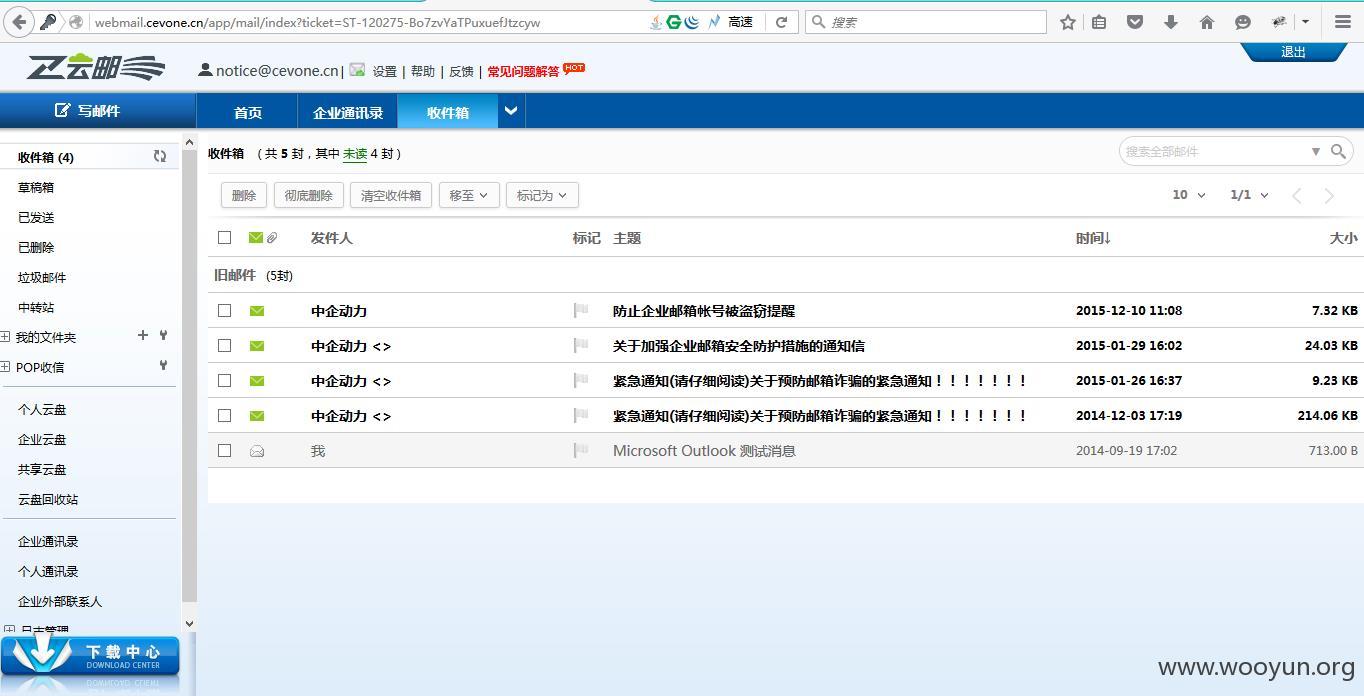 webmail.cevone.cn/app/mail/index?ticket=ST-120275-Bo7zvYaTPuxuefJtzcyw 高速 搜索
Z云邮 notice@cevone.cn | 设置 | 帮助 | 反馈 | 常见问题解答 HOT 退出
写邮件 首页 企业通讯录 收件箱
收件箱 (4)
草稿箱
已发送
已删除
垃圾邮件
中转站
我的文件夹
POP收信
个人云盘
企业云盘
共享云盘
云盘回收站
企业通讯录
个人通讯录
企业外部联系人
日志管理
下载中心
DOWNLOAD CENTER
收件箱 (共 5 封，其中 未读 4 封) 搜索全部邮件
删除 彻底删除 清空收件箱 移至 标记为 10 1/1
发件人 标记 主题 时间↓ 大小
旧邮件 (5封)
中企动力 防止企业邮箱帐号被盗窃提醒 2015-12-10 11:08 7.32 KB
中企动力 <> 关于加强企业邮箱安全防护措施的通知信 2015-01-29 16:02 24.03 KB
中企动力 <> 紧急通知(请仔细阅读)关于预防邮箱诈骗的紧急通知！！！！！！！ 2015-01-26 16:37 9.23 KB
中企动力 <> 紧急通知(请仔细阅读)关于预防邮箱诈骗的紧急通知！！！！！！！ 2014-12-03 17:19 214.06 KB
我 Microsoft Outlook 测试消息 2014-09-19 17:02 713.00 B
www.wooyun.org